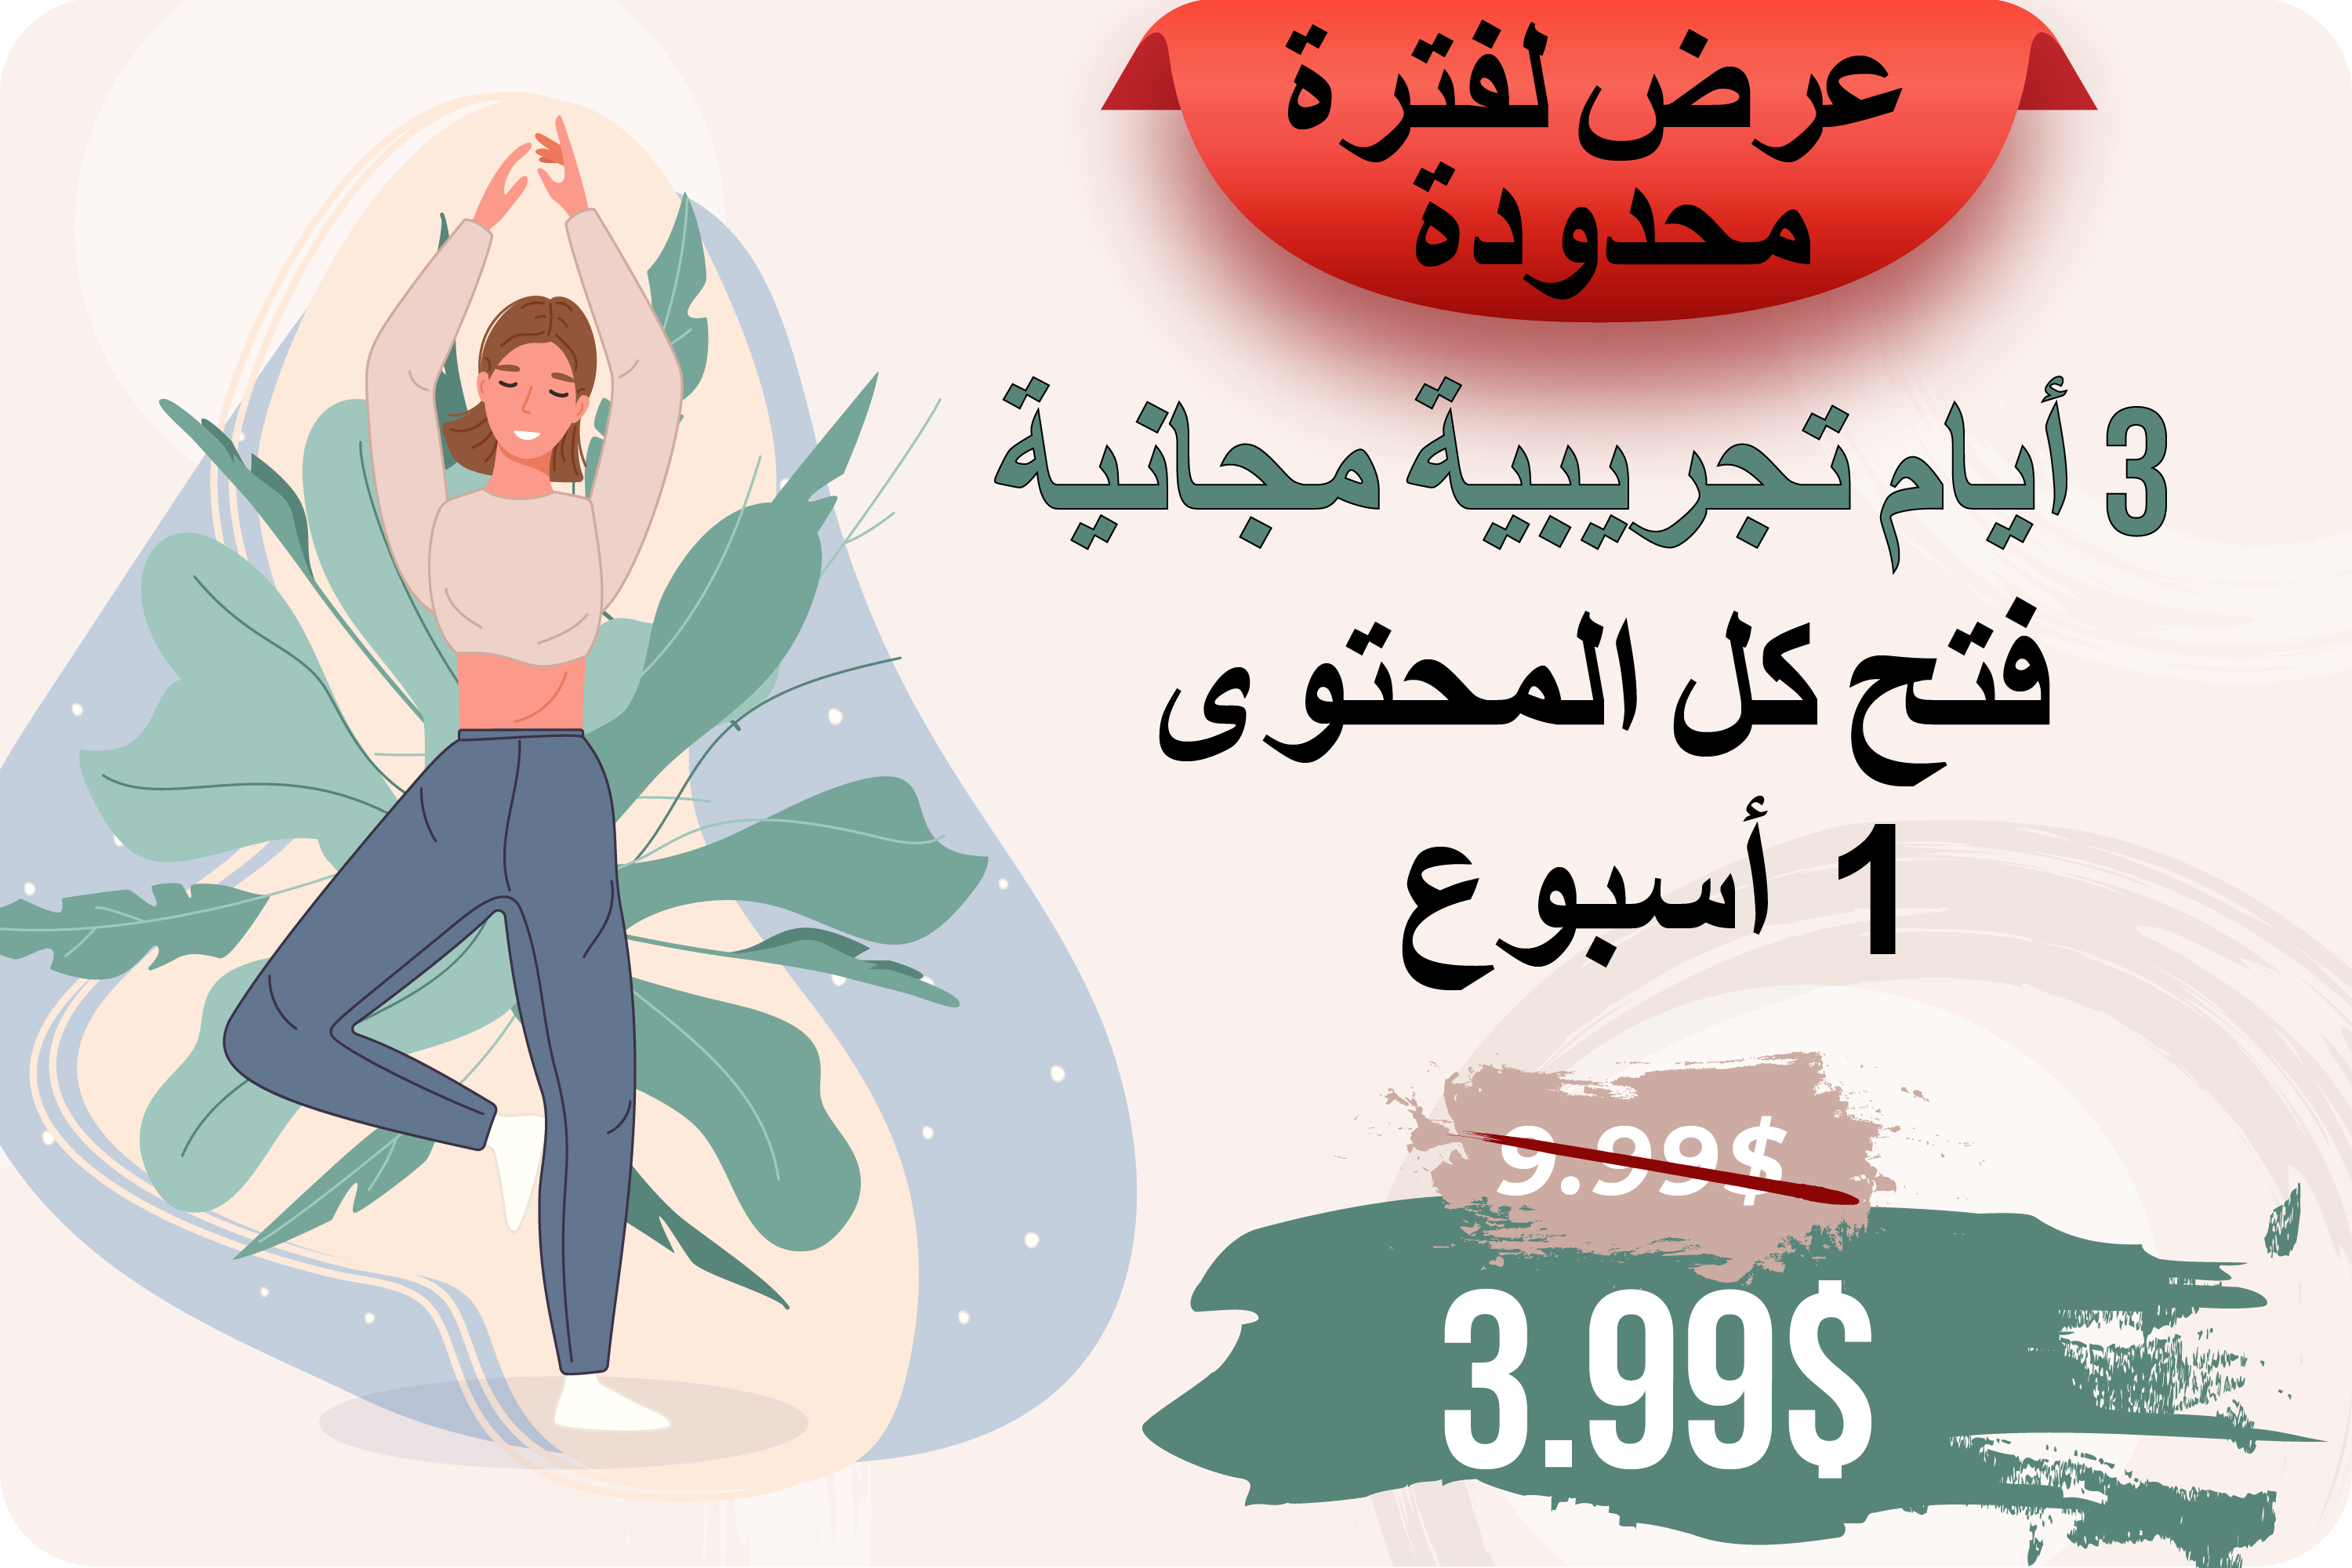 عرض لفترة
محدودة
3 أيام تجريبية مجانية
فتح كل المحتوى
1 أسبوع
9.99$
3.99$